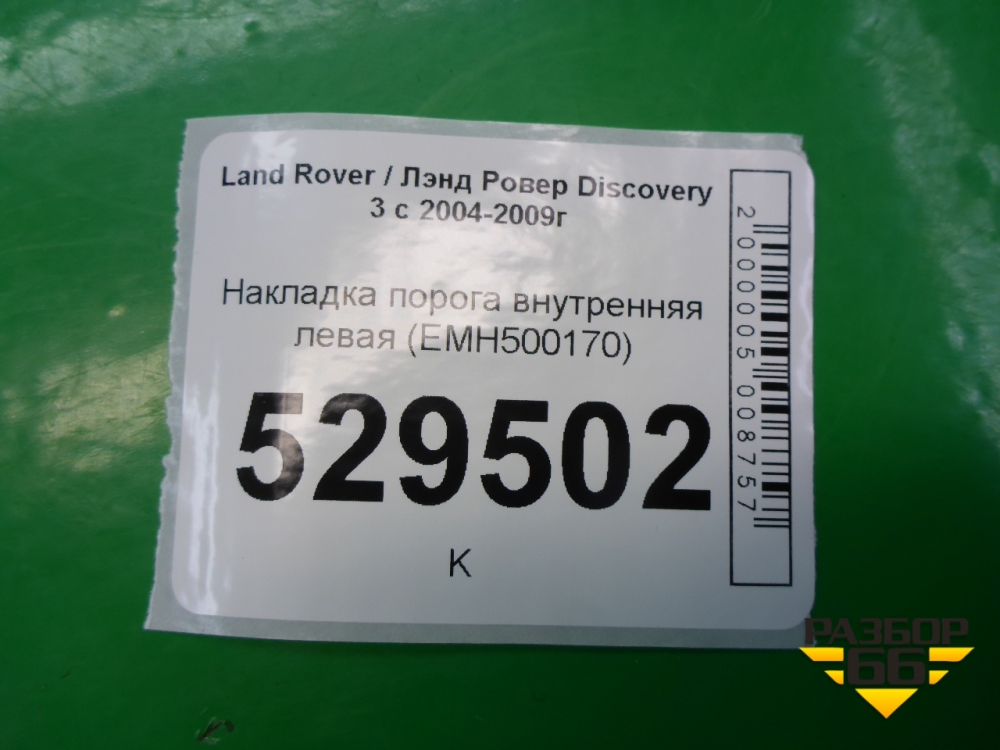 Land Rover / Лэнд Ровер Discovery
3 с 2004-2009г
Накладка порога внутренняя
левая (EMH500170)
529502
К
2000005008757
РАЗБОР
66